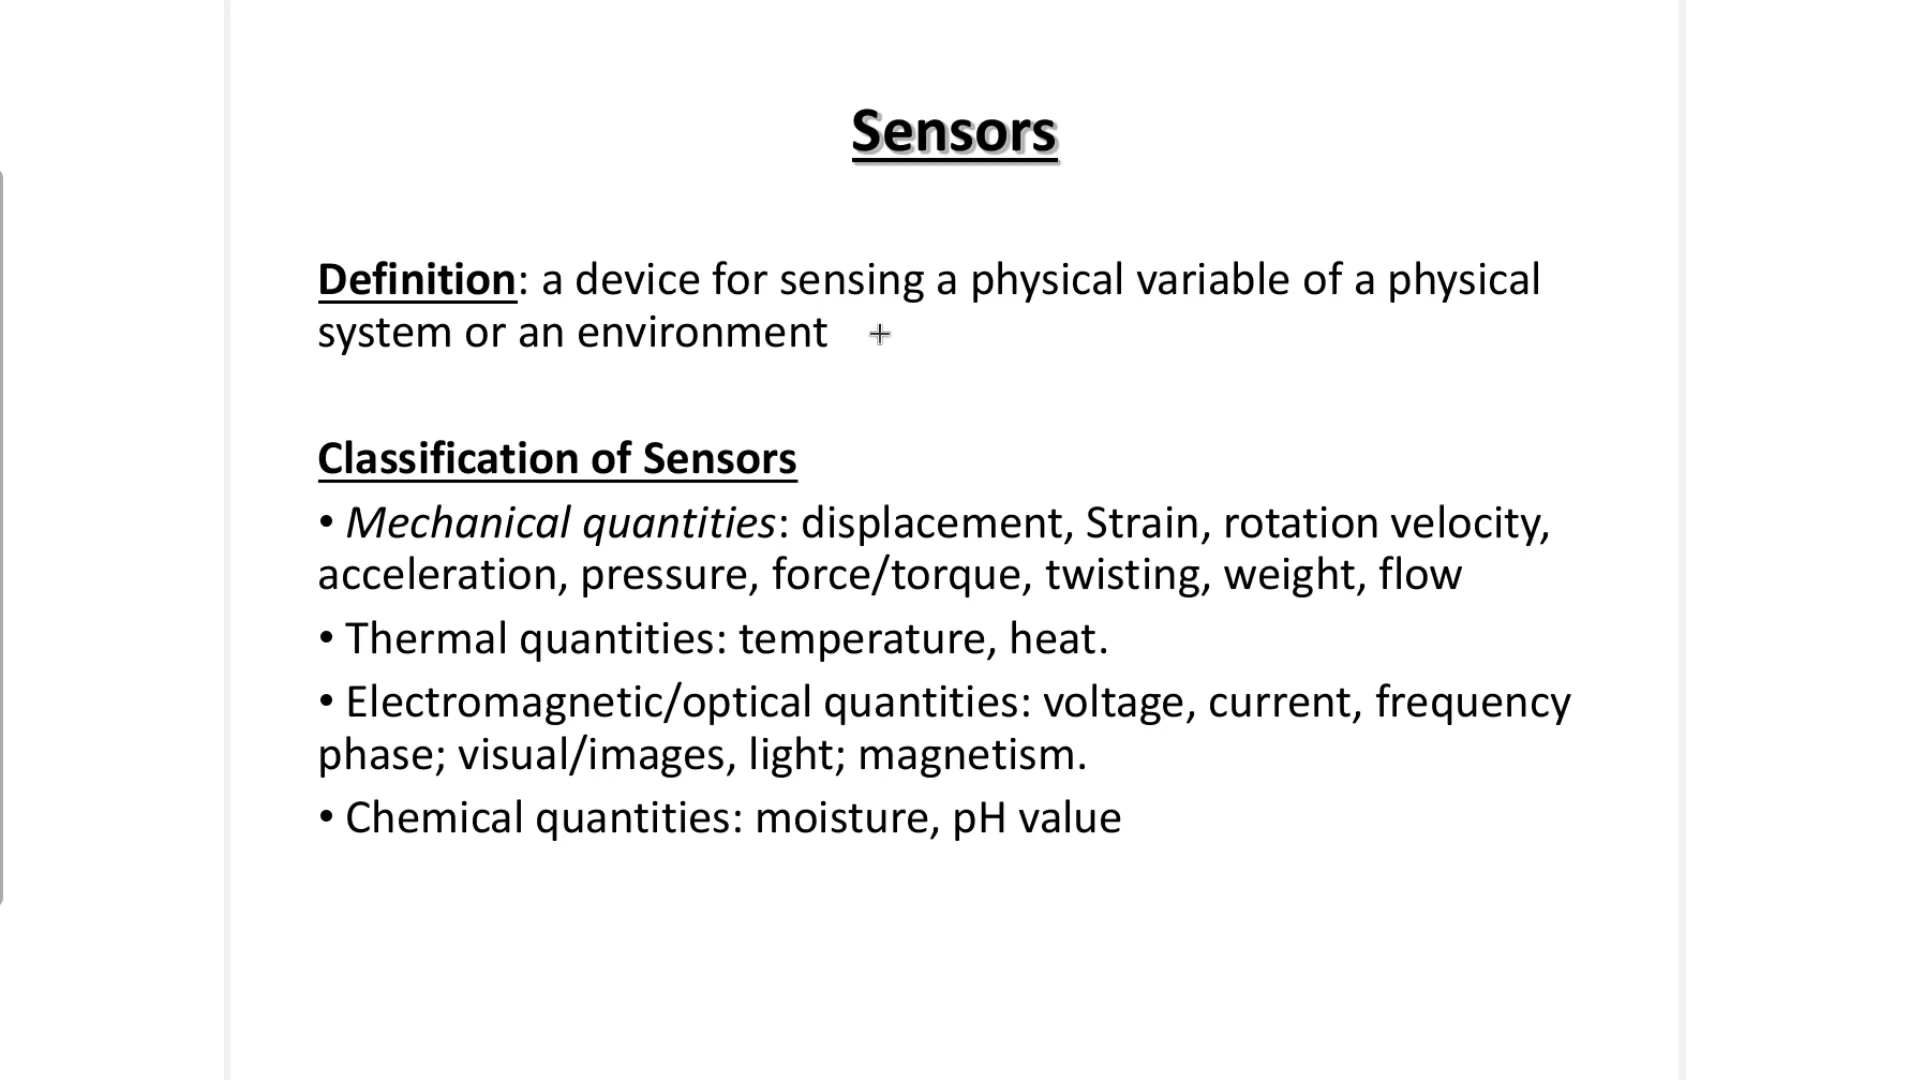 Sensors
Definition: a device for sensing a physical variable of a physical
system or an environment
Classification of Sensors
• Mechanical quantities: displacement, Strain, rotation velocity,
acceleration, pressure, force/torque, twisting, weight, flow
• Thermal quantities: temperature, heat.
• Electromagnetic/optical quantities: voltage, current, frequency
phase; visual/images, light; magnetism.
• Chemical quantities: moisture, pH value